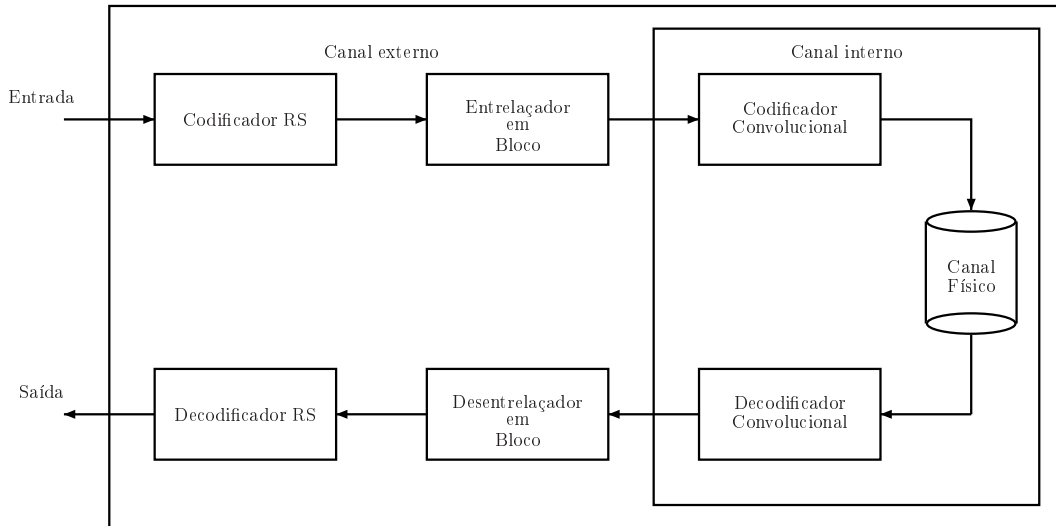 Canal externo
Canal interno
Entrada
Codificador RS
Entrelaçador
em
Bloco
Codificador
Convolucional
Canal
Físico
Saída
Decodificador RS
Desentrelaçador
em
Bloco
Decodificador
Convolucional